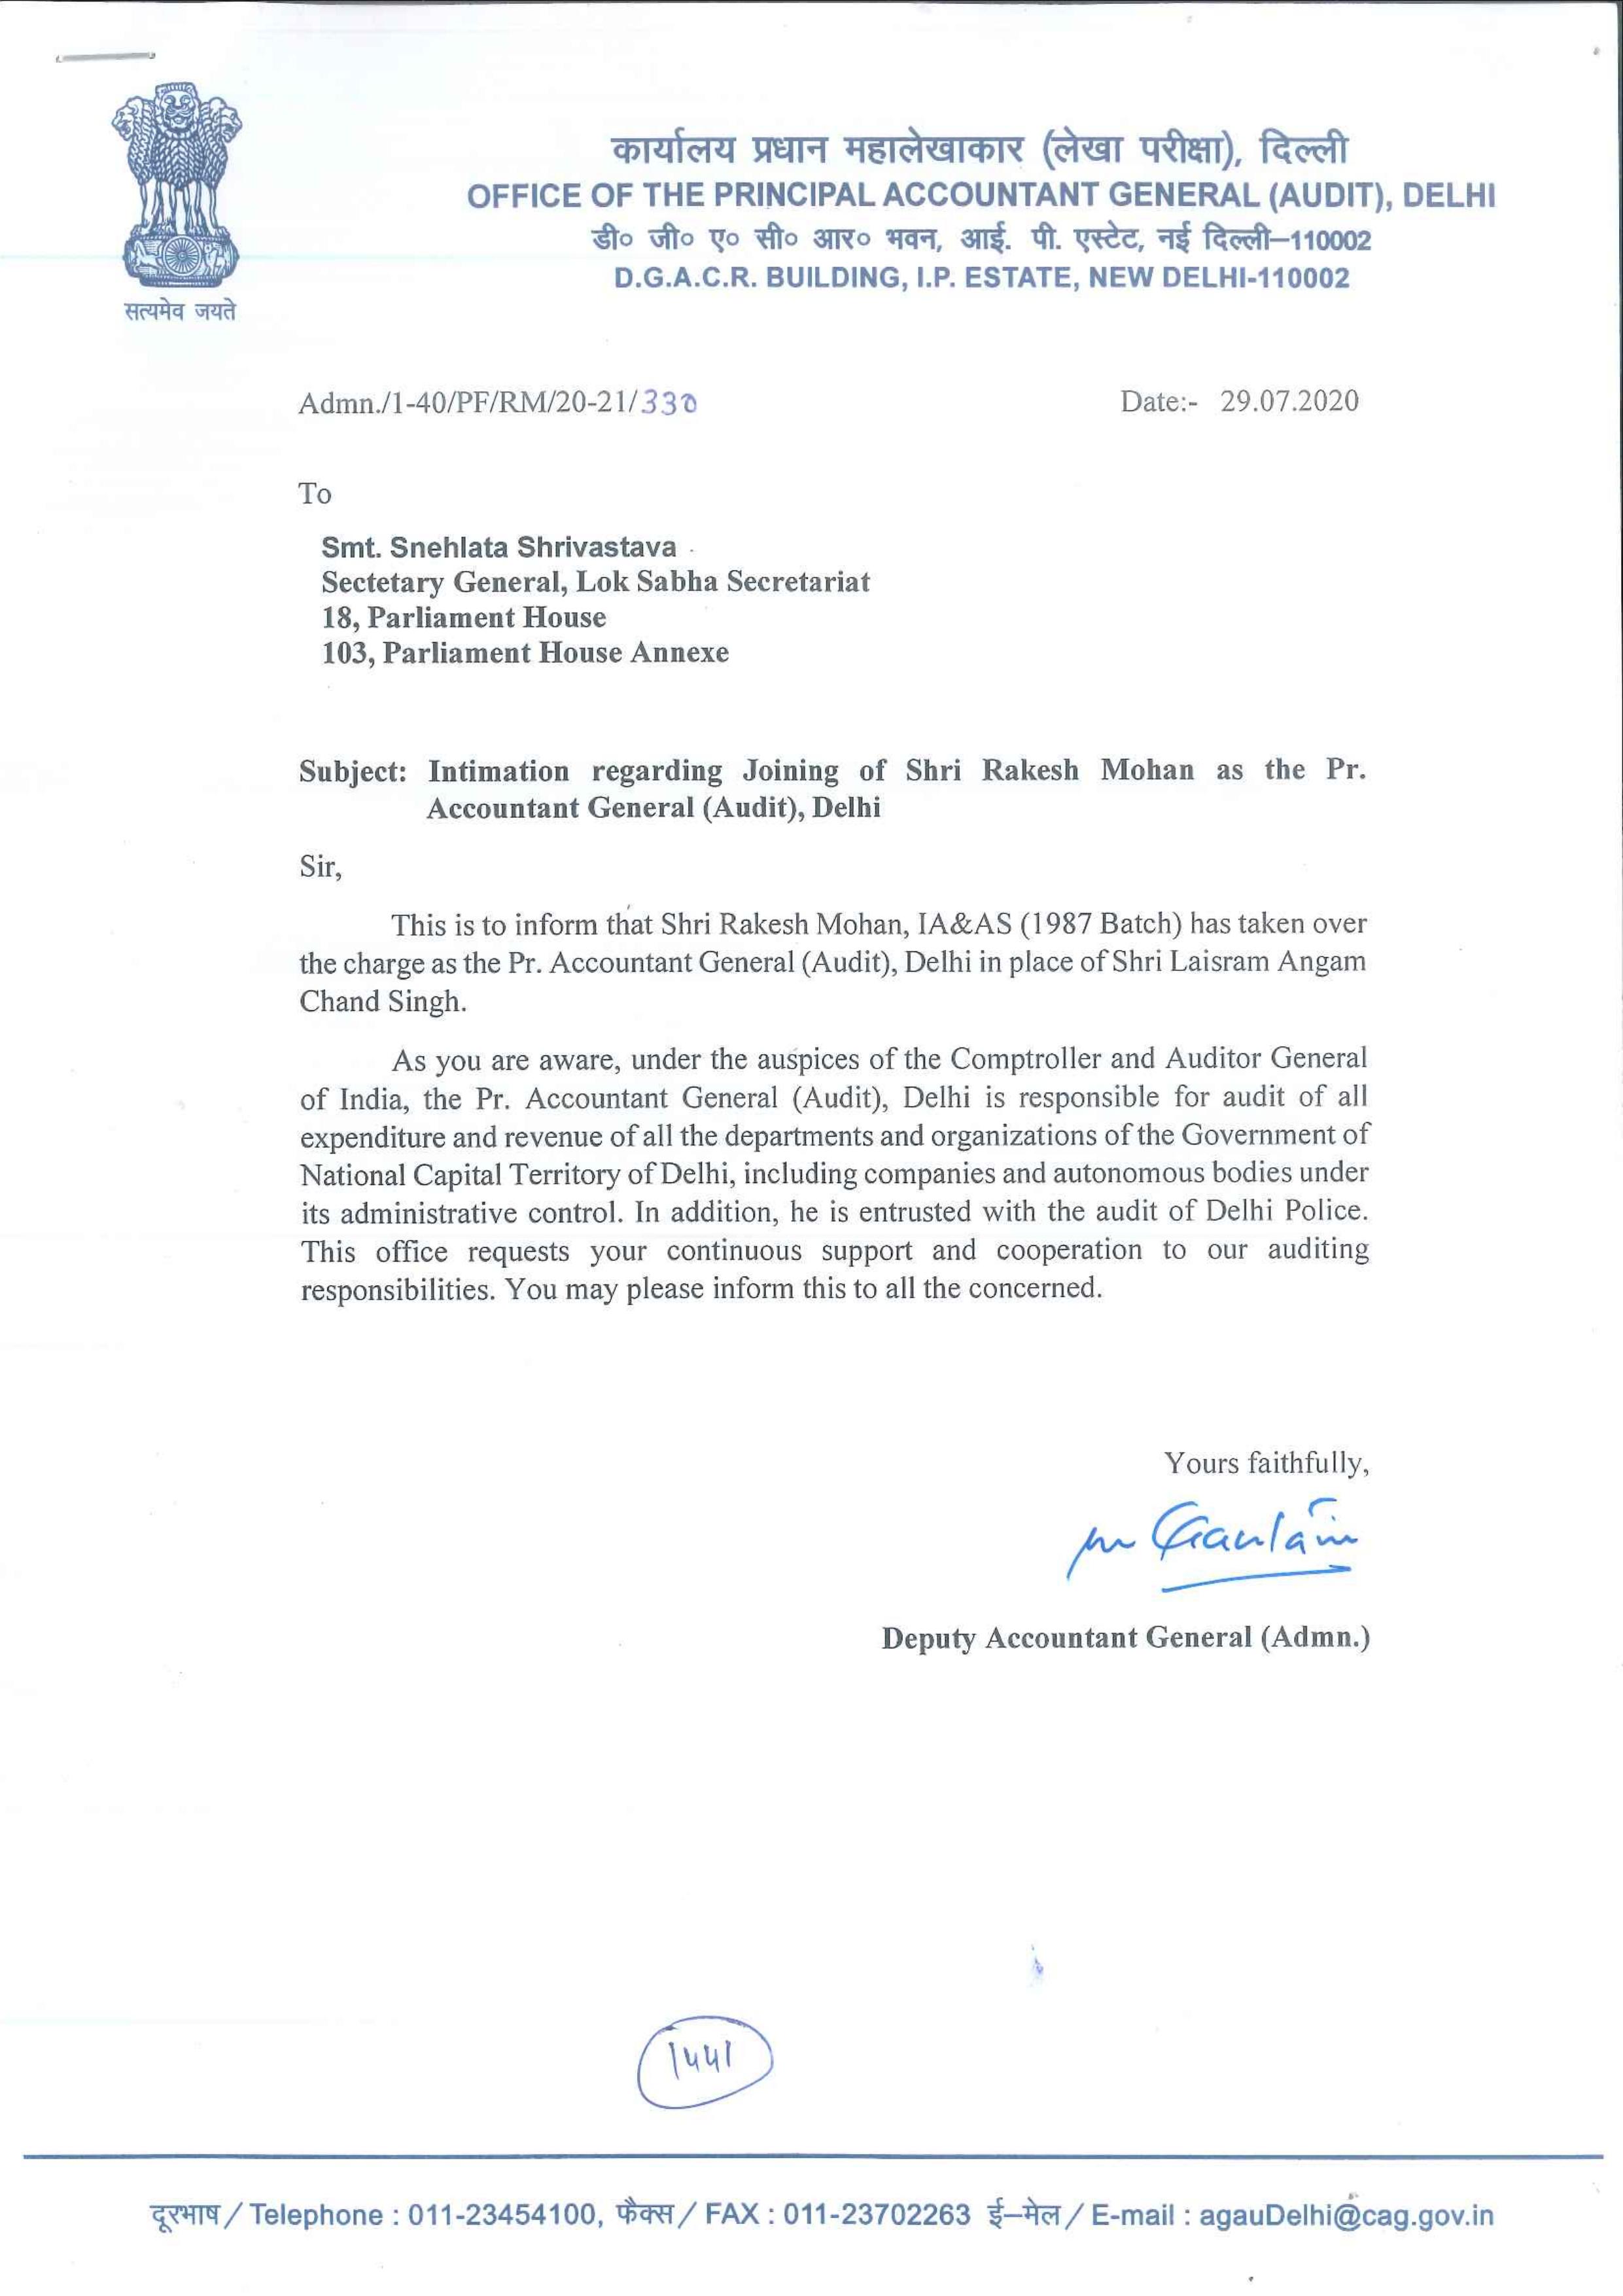 सत्यमेव जयते
कार्यालय प्रधान महालेखाकार (लेखा परीक्षा), दिल्ली
OFFICE OF THE PRINCIPAL ACCOUNTANT GENERAL (AUDIT), DELHI
डी० जी० ए० सी० आर० भवन, आई. पी. एस्टेट, नई दिल्ली–110002
D.G.A.C.R. BUILDING, I.P. ESTATE, NEW DELHI-110002
Admn./1-40/PF/RM/20-21/330 Date:- 29.07.2020
To
Smt. Snehlata Shrivastava
Sectetary General, Lok Sabha Secretariat
18, Parliament House
103, Parliament House Annexe
Subject: Intimation regarding Joining of Shri Rakesh Mohan as the Pr.
Accountant General (Audit), Delhi
Sir,
This is to inform that Shri Rakesh Mohan, IA&AS (1987 Batch) has taken over
the charge as the Pr. Accountant General (Audit), Delhi in place of Shri Laisram Angam
Chand Singh.
As you are aware, under the auspices of the Comptroller and Auditor General
of India, the Pr. Accountant General (Audit), Delhi is responsible for audit of all
expenditure and revenue of all the departments and organizations of the Government of
National Capital Territory of Delhi, including companies and autonomous bodies under
its administrative control. In addition, he is entrusted with the audit of Delhi Police.
This office requests your continuous support and cooperation to our auditing
responsibilities. You may please inform this to all the concerned.
Yours faithfully,
Gautam
Deputy Accountant General (Admn.)
1441
दूरभाष / Telephone : 011-23454100, फैक्स / FAX : 011-23702263 ई–मेल / E-mail : agauDelhi@cag.gov.in